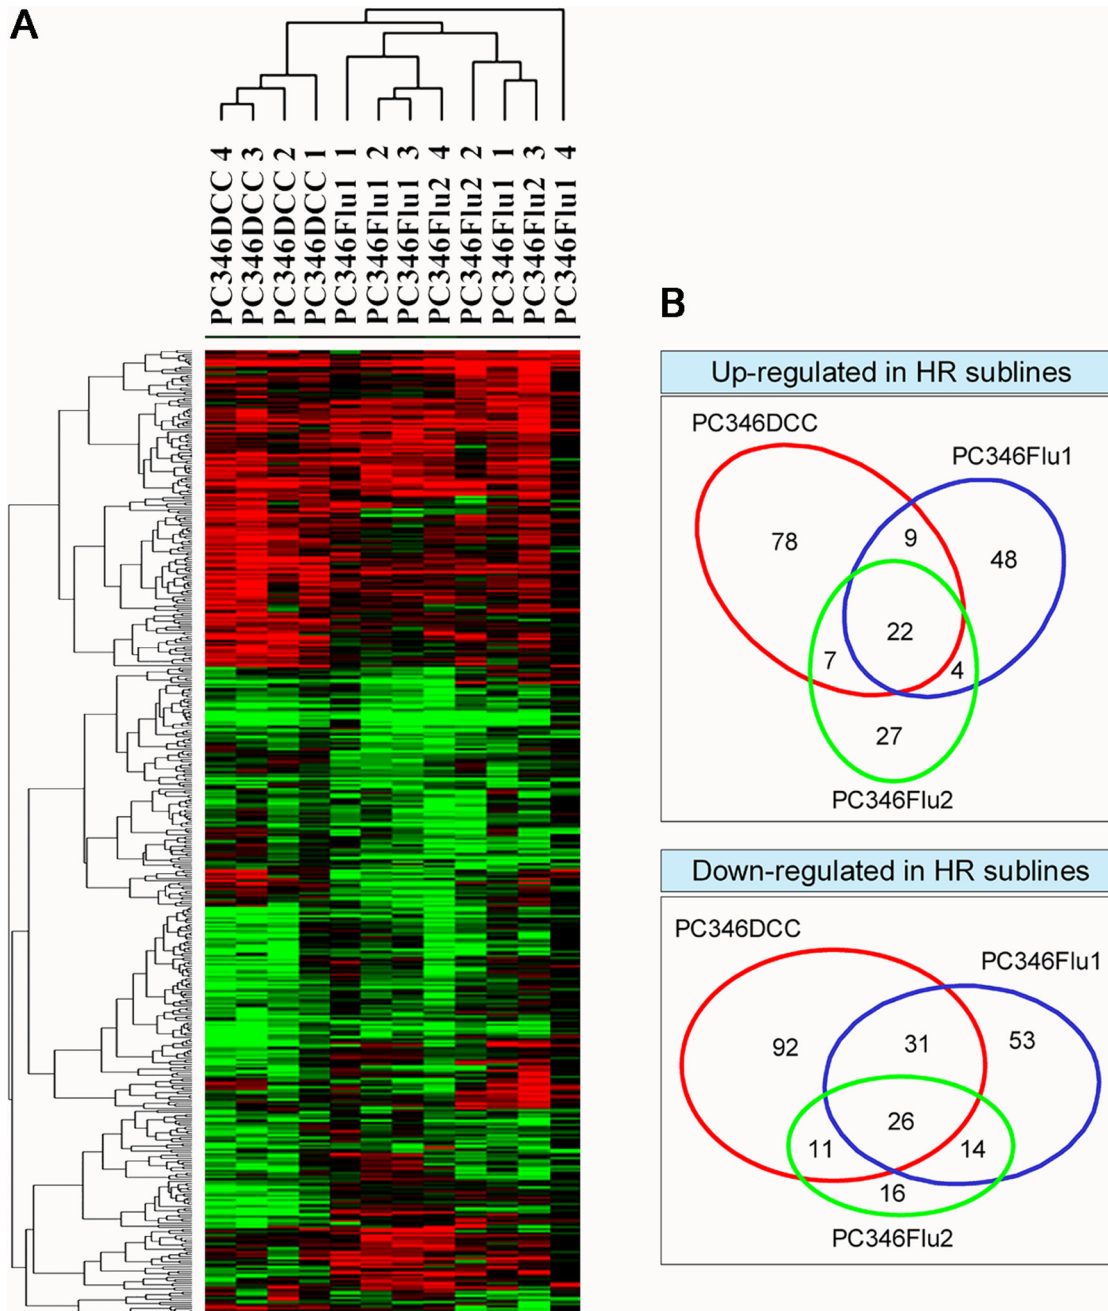 A
PC346DCC 4
PC346DCC 3
PC346DCC 2
PC346DCC 1
PC346Flu1 1
PC346Flu1 2
PC346Flu1 3
PC346Flu2 4
PC346Flu2 2
PC346Flu1 1
PC346Flu2 3
PC346Flu1 4
B
Up-regulated in HR sublines
PC346DCC
PC346Flu1
9
78
48
22
7
4
27
PC346Flu2
Down-regulated in HR sublines
PC346DCC
PC346Flu1
92
31
53
26
11
14
16
PC346Flu2